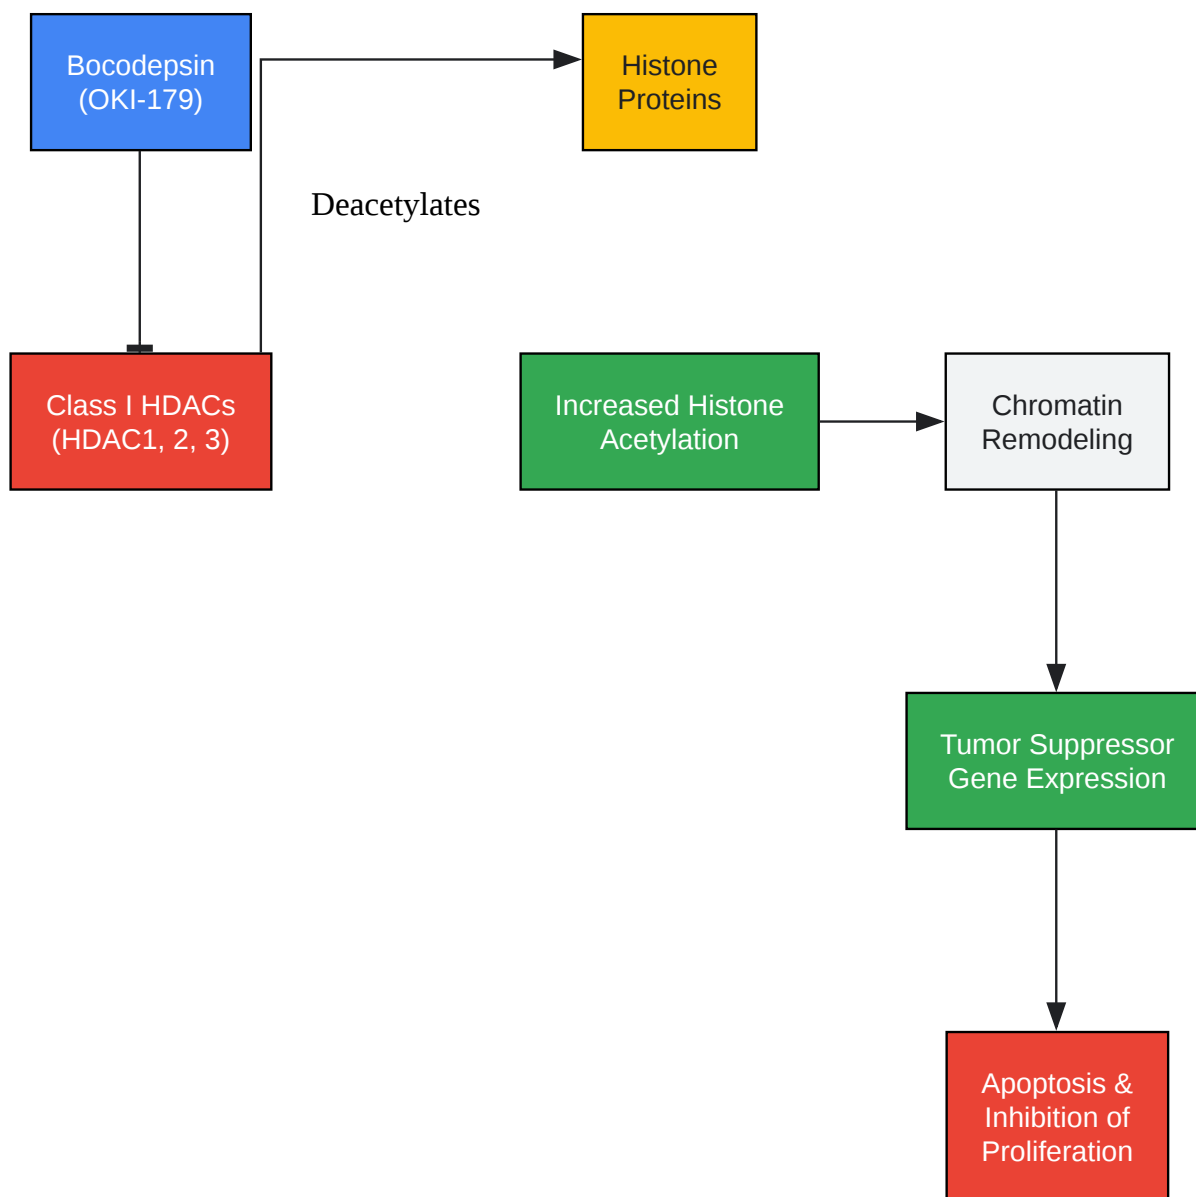 Bocodepsin
(OKI-179)
Histone
Proteins
Deacetylates
Class I HDACs
(HDAC1, 2, 3)
Increased Histone
Acetylation
Chromatin
Remodeling
Tumor Suppressor
Gene Expression
Apoptosis &
Inhibition of
Proliferation